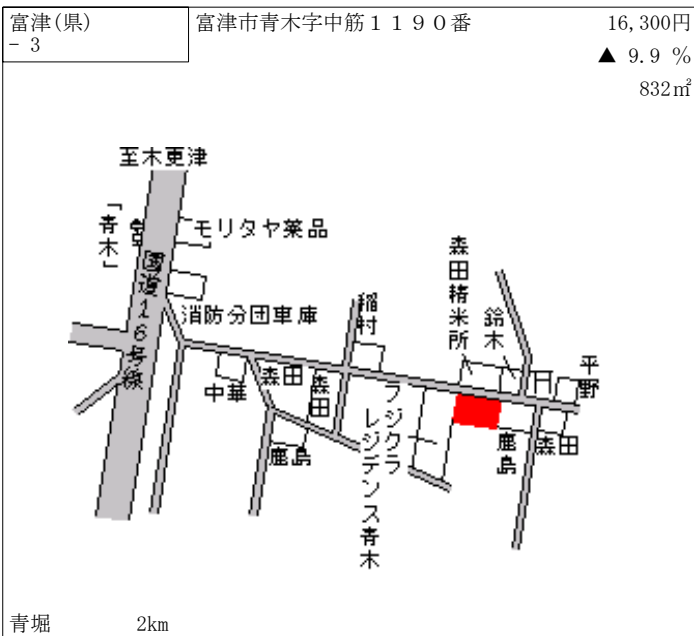 富津(県)
- 3
富津市青木字中筋１１９０番
16,300円
▲ 9.9 %
832㎡
至木更津
「青木」
モリタヤ薬品
国道16号線
消防分団車庫
稲村
森田精米所
鈴木
平野
中華
森田
森田
フジクラ
レジデンス青木
鹿島
鹿島
森田
青堀 2km